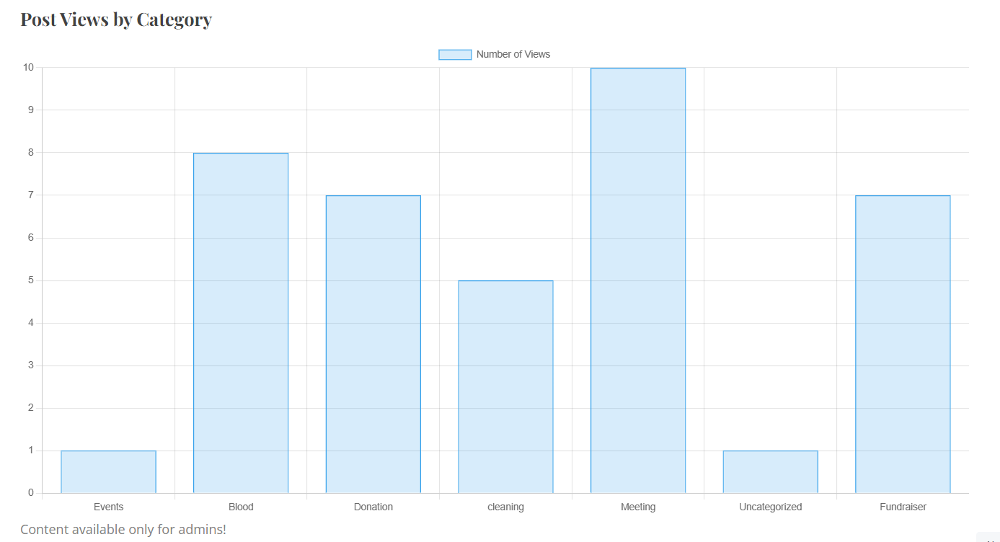 Post Views by Category
Number of Views
10
9
8
7
6
5
4
3
2
1
0
Events Blood Donation cleaning Meeting Uncategorized Fundraiser
Content available only for admins!